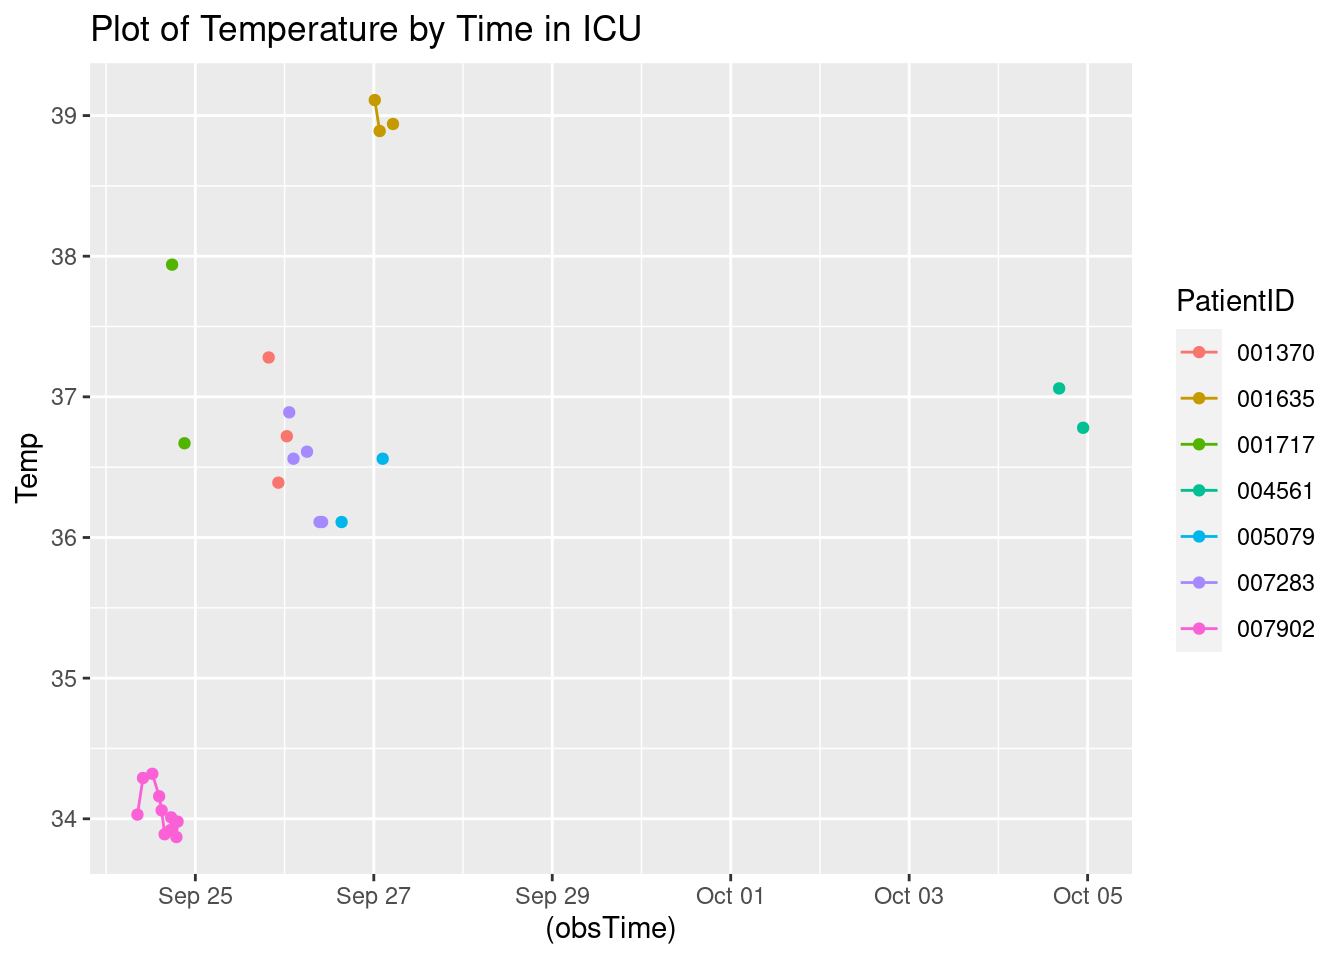 Plot of Temperature by Time in ICU
39
38
37
36
35
34
Temp
Sep 25 Sep 27 Sep 29 Oct 01 Oct 03 Oct 05
(obsTime)
PatientID
001370
001635
001717
004561
005079
007283
007902